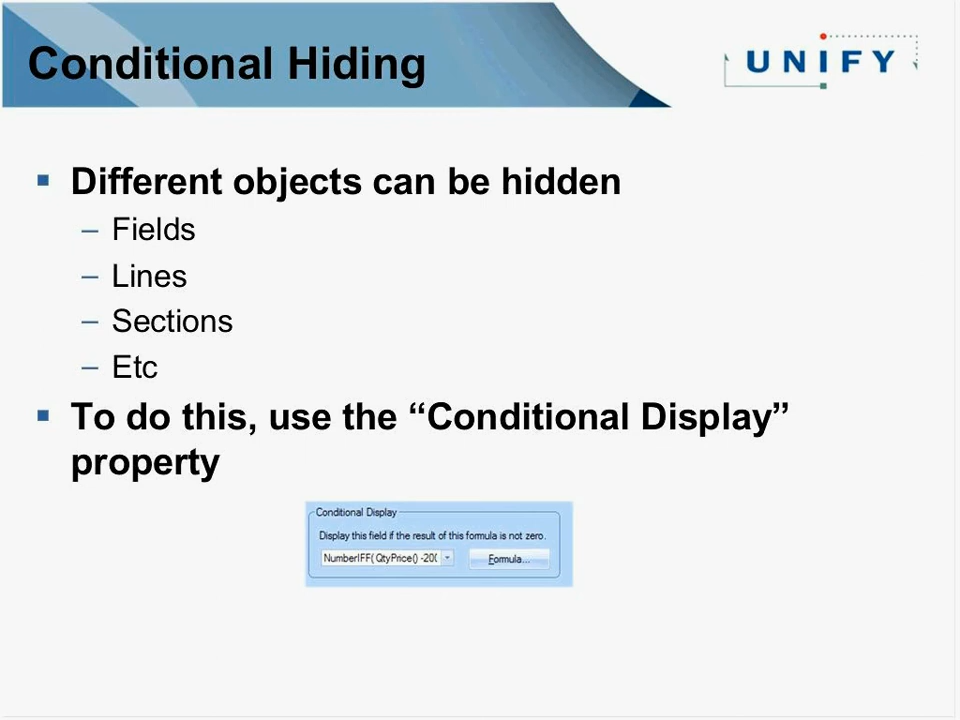 Conditional Hiding
UNIFY
Different objects can be hidden
– Fields
– Lines
– Sections
– Etc
To do this, use the “Conditional Display”
property
Conditional Display
Display this field if the result of this formula is not zero.
NumberIFF( QtyPrice() -20(
Formula...